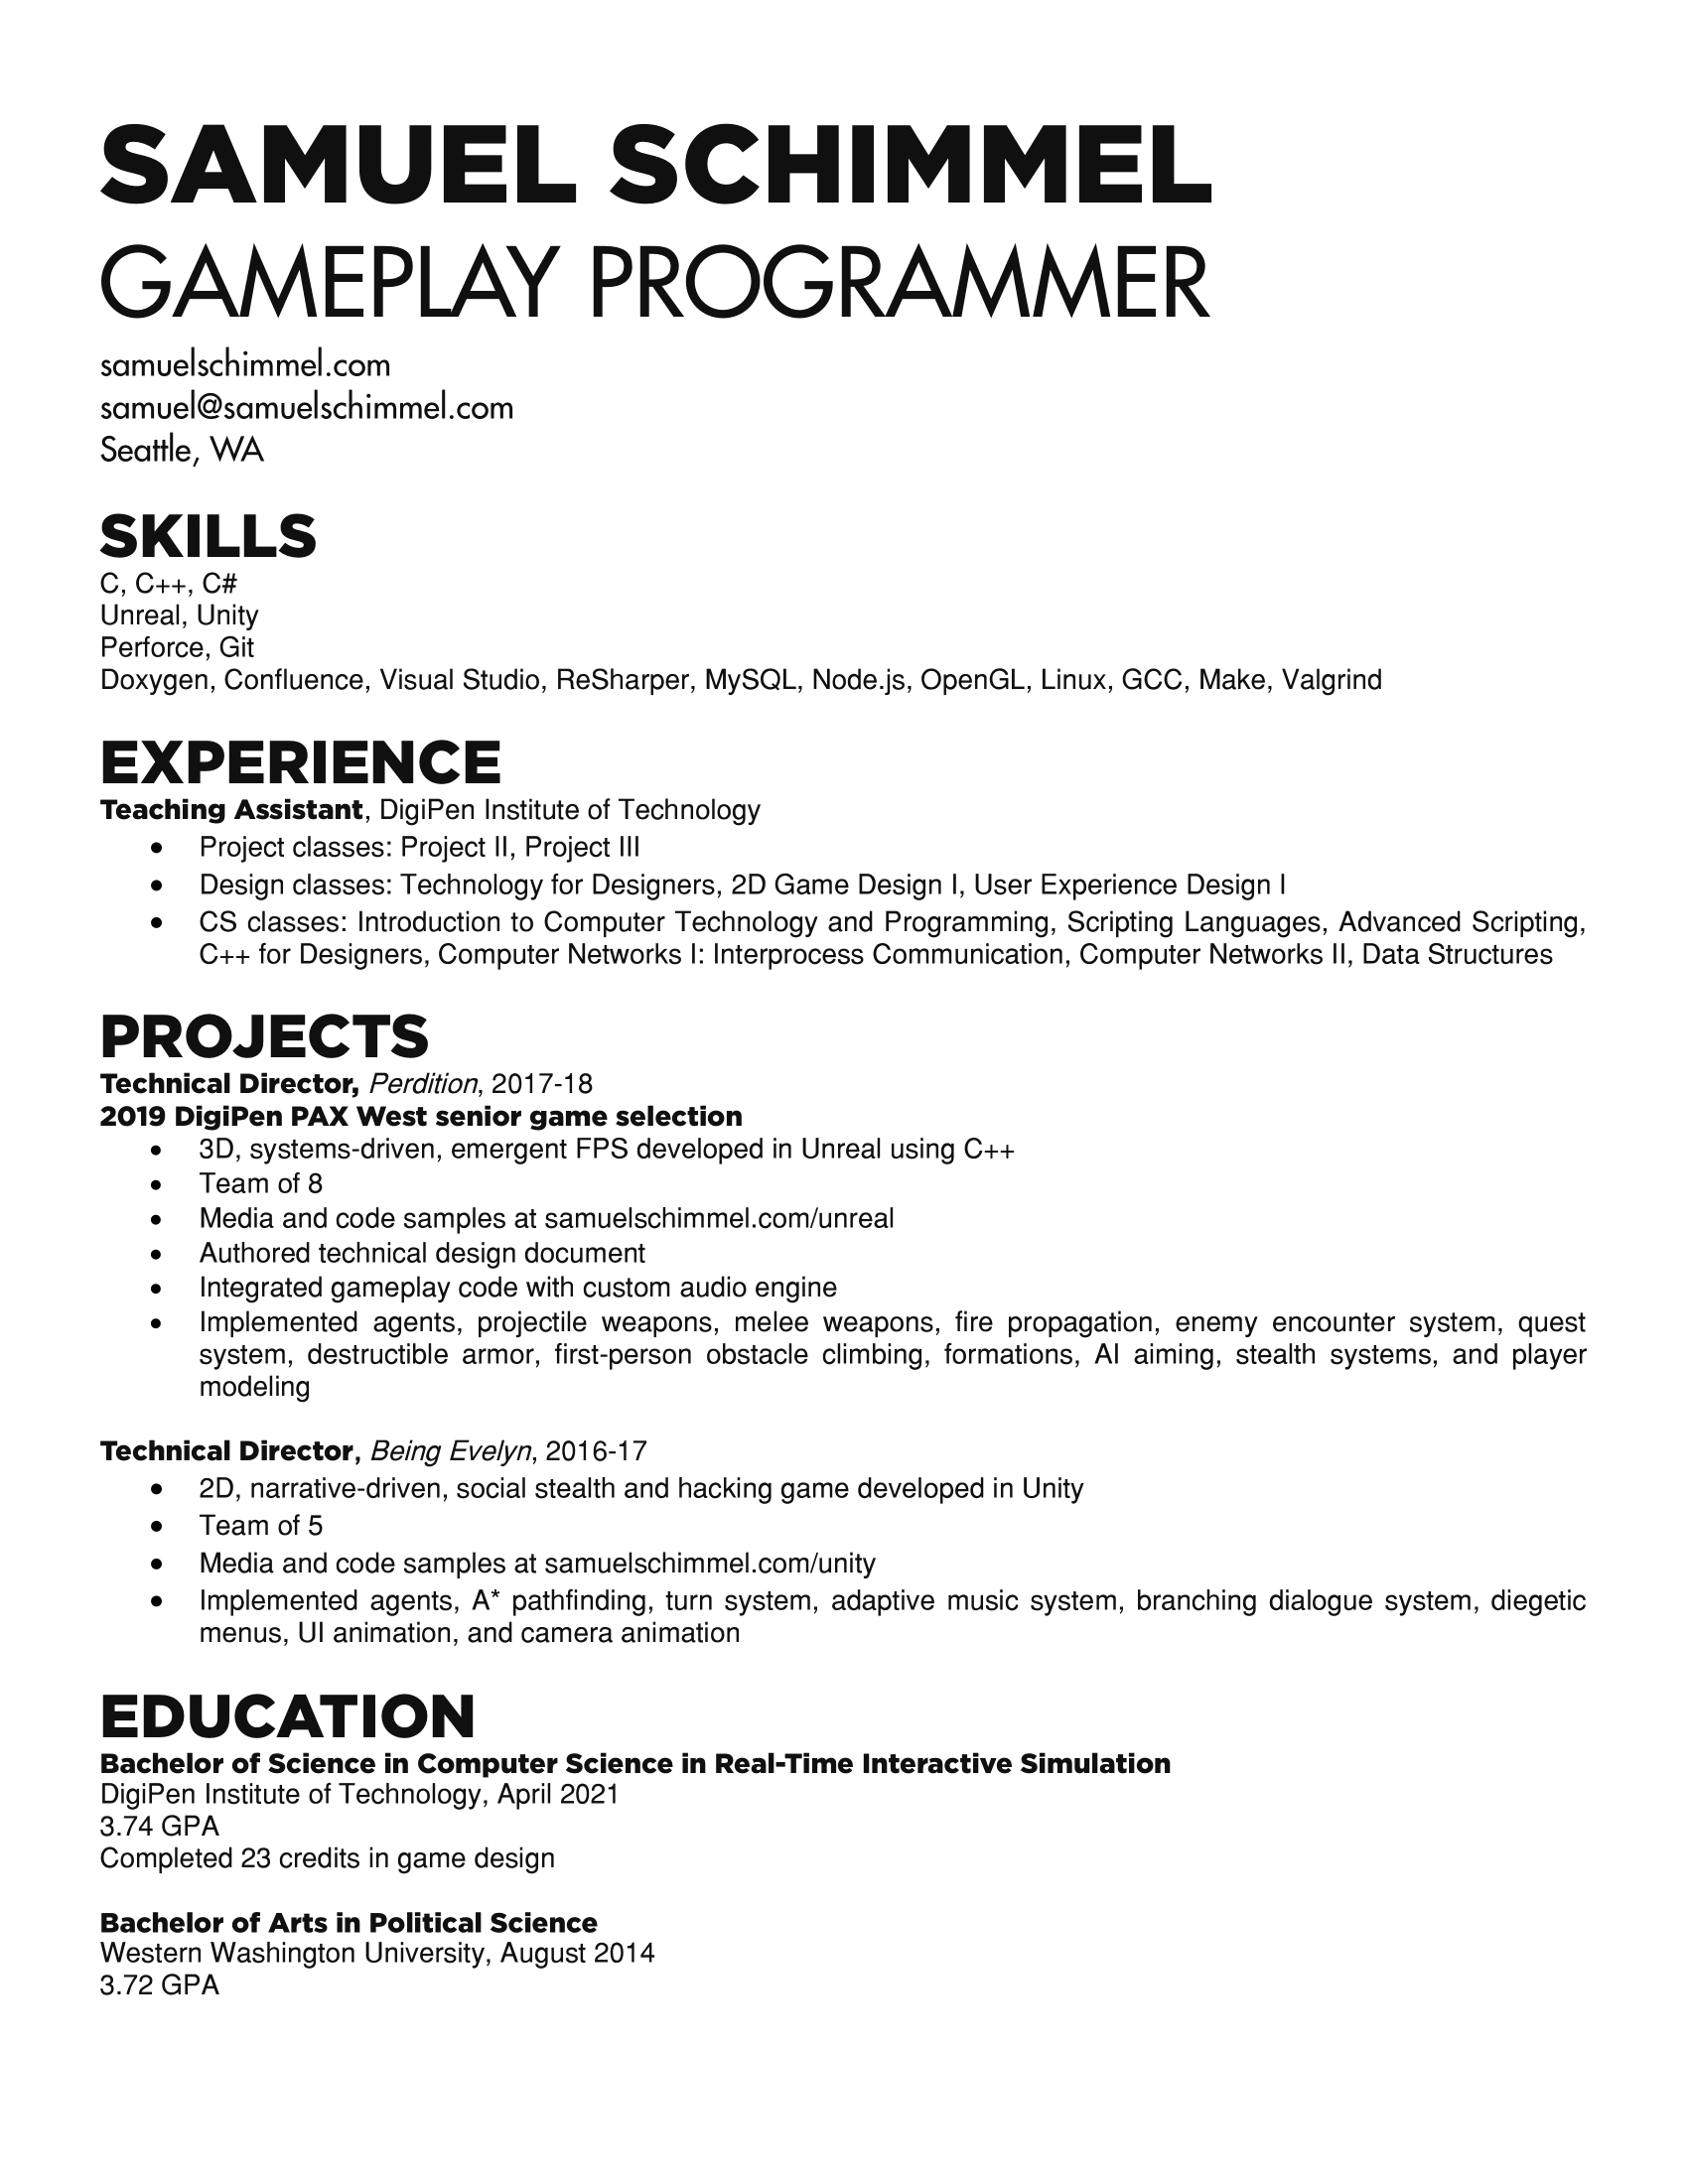 SAMUEL SCHIMMEL
GAMEPLAY PROGRAMMER
samuelschimmel.com
samuel@samuelschimmel.com
Seattle, WA
SKILLS
C, C++, C#
Unreal, Unity
Perforce, Git
Doxygen, Confluence, Visual Studio, ReSharper, MySQL, Node.js, OpenGL, Linux, GCC, Make, Valgrind
EXPERIENCE
Teaching Assistant, DigiPen Institute of Technology
• Project classes: Project II, Project III
• Design classes: Technology for Designers, 2D Game Design I, User Experience Design I
• CS classes: Introduction to Computer Technology and Programming, Scripting Languages, Advanced Scripting,
C++ for Designers, Computer Networks I: Interprocess Communication, Computer Networks II, Data Structures
PROJECTS
Technical Director, Perdition, 2017-18
2019 DigiPen PAX West senior game selection
• 3D, systems-driven, emergent FPS developed in Unreal using C++
• Team of 8
• Media and code samples at samuelschimmel.com/unreal
• Authored technical design document
• Integrated gameplay code with custom audio engine
• Implemented agents, projectile weapons, melee weapons, fire propagation, enemy encounter system, quest
system, destructible armor, first-person obstacle climbing, formations, AI aiming, stealth systems, and player
modeling
Technical Director, Being Evelyn, 2016-17
• 2D, narrative-driven, social stealth and hacking game developed in Unity
• Team of 5
• Media and code samples at samuelschimmel.com/unity
• Implemented agents, A* pathfinding, turn system, adaptive music system, branching dialogue system, diegetic
menus, UI animation, and camera animation
EDUCATION
Bachelor of Science in Computer Science in Real-Time Interactive Simulation
DigiPen Institute of Technology, April 2021
3.74 GPA
Completed 23 credits in game design
Bachelor of Arts in Political Science
Western Washington University, August 2014
3.72 GPA